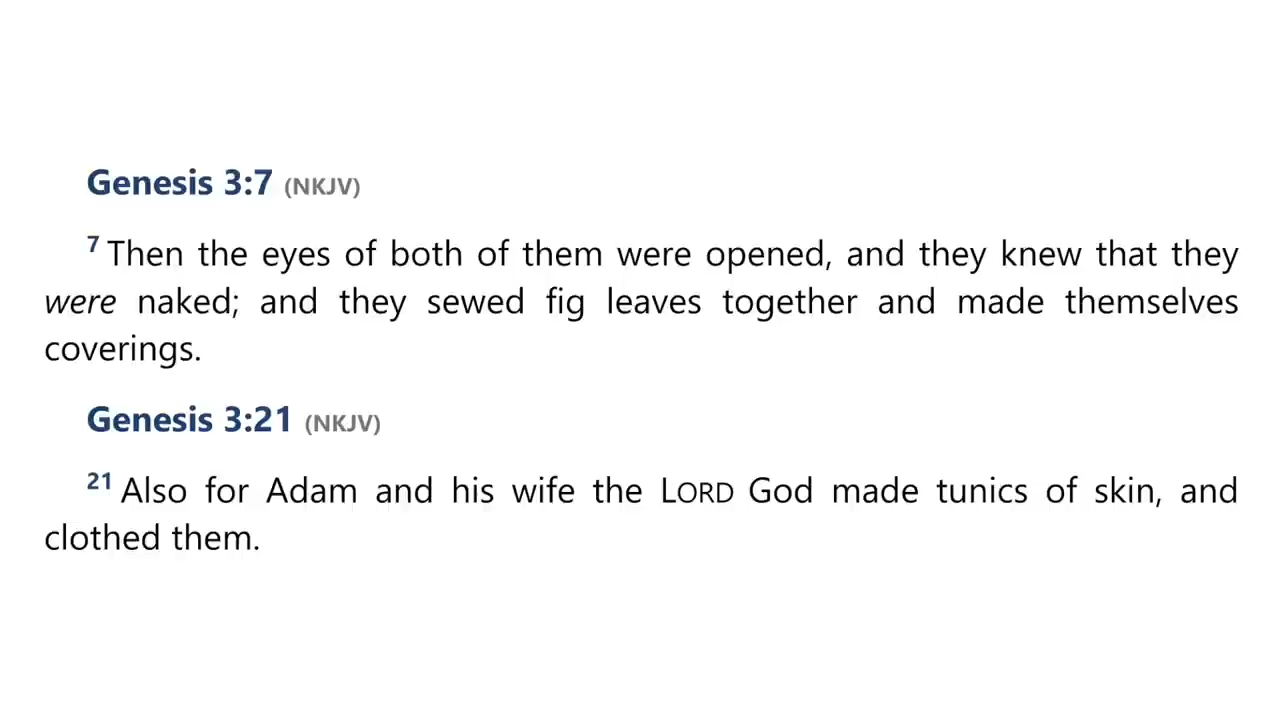 Genesis 3:7 (NKJV)
7 Then the eyes of both of them were opened, and they knew that they
were naked; and they sewed fig leaves together and made themselves
coverings.
Genesis 3:21 (NKJV)
21 Also for Adam and his wife the LORD God made tunics of skin, and
clothed them.